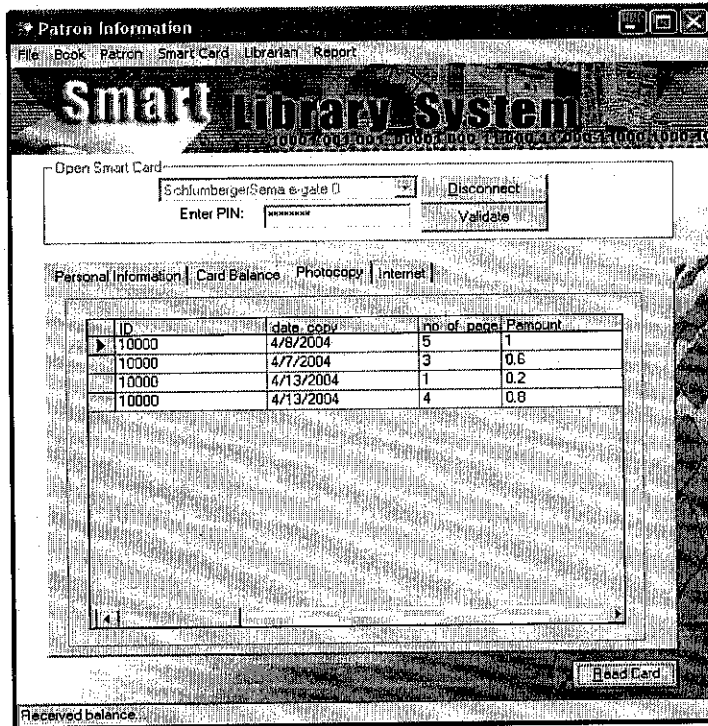 Patron Information
File Book Patron Smart Card Librarian Report
Smart Library System
Open Smart Card
SchlumbergerSema e-gate 0 Disconnect
Enter PIN: ******** Validate
Personal Information Card Balance Photocopy Internet
ID date_copy no_of_page Pamount
10000 4/8/2004 5 1
10000 4/7/2004 3 0.6
10000 4/13/2004 1 0.2
10000 4/13/2004 4 0.8
Read Card
Received balance...